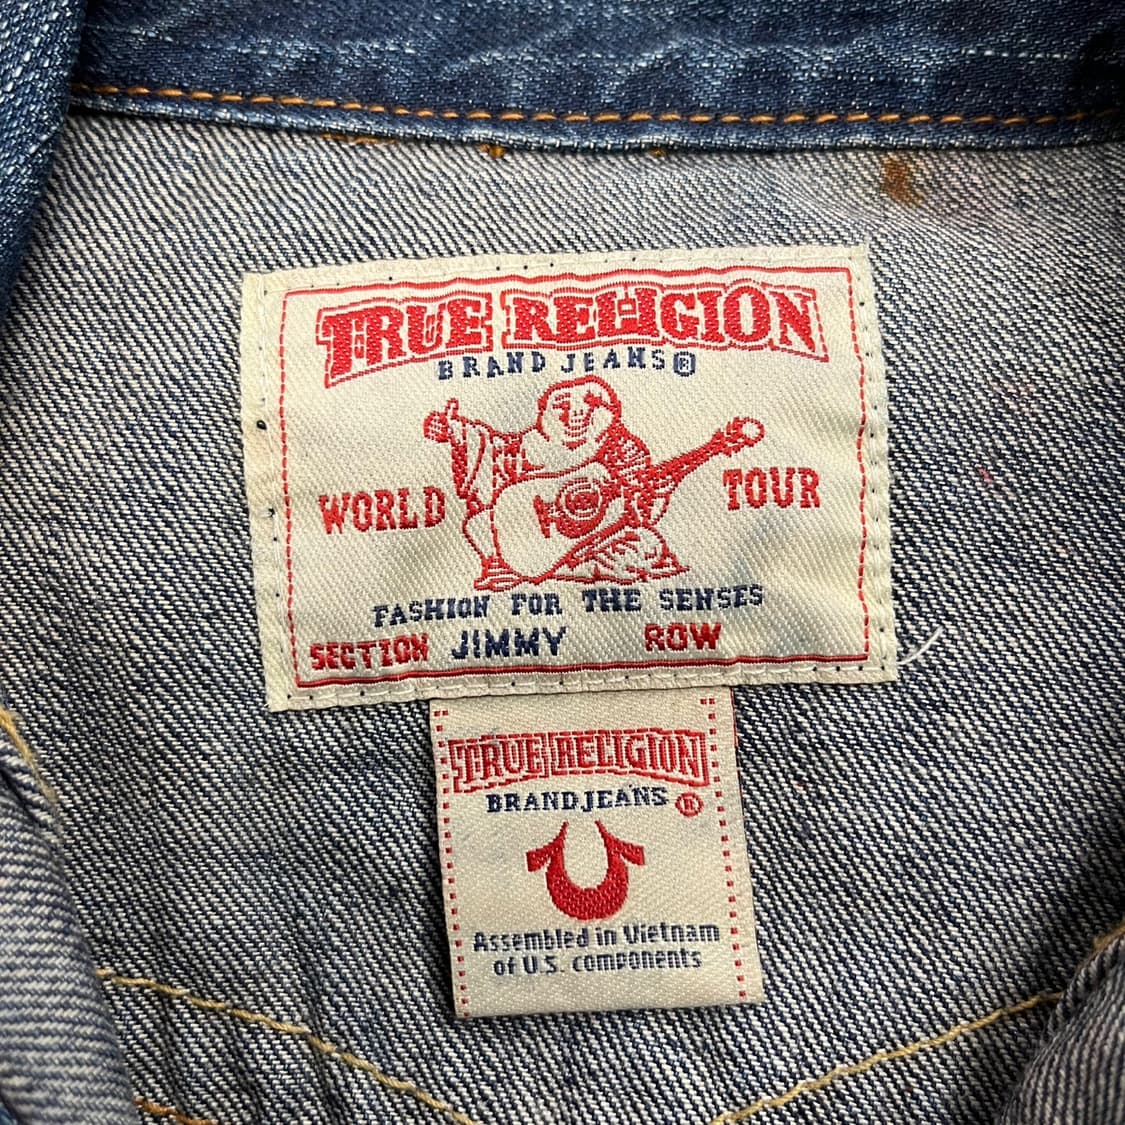 TRUE RELIGION
BRAND JEANS®
WORLD TOUR
FASHION FOR THE SENSES
SECTION JIMMY ROW
TRUE RELIGION
BRAND JEANS ®
Assembled in Vietnam
of U.S. components